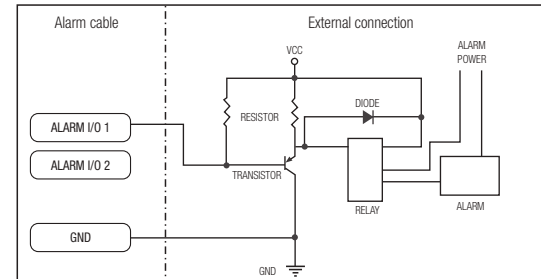 Alarm cable
External connection
VCC
ALARM
POWER
DIODE
RESISTOR
ALARM I/O 1
ALARM I/O 2
TRANSISTOR
RELAY
ALARM
GND
GND